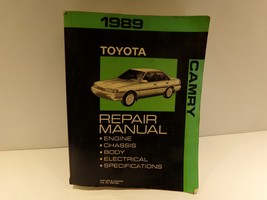 1989
TOYOTA
CAMRY
REPAIR
MANUAL
• ENGINE
• CHASSIS
• BODY
• ELECTRICAL
• SPECIFICATIONS